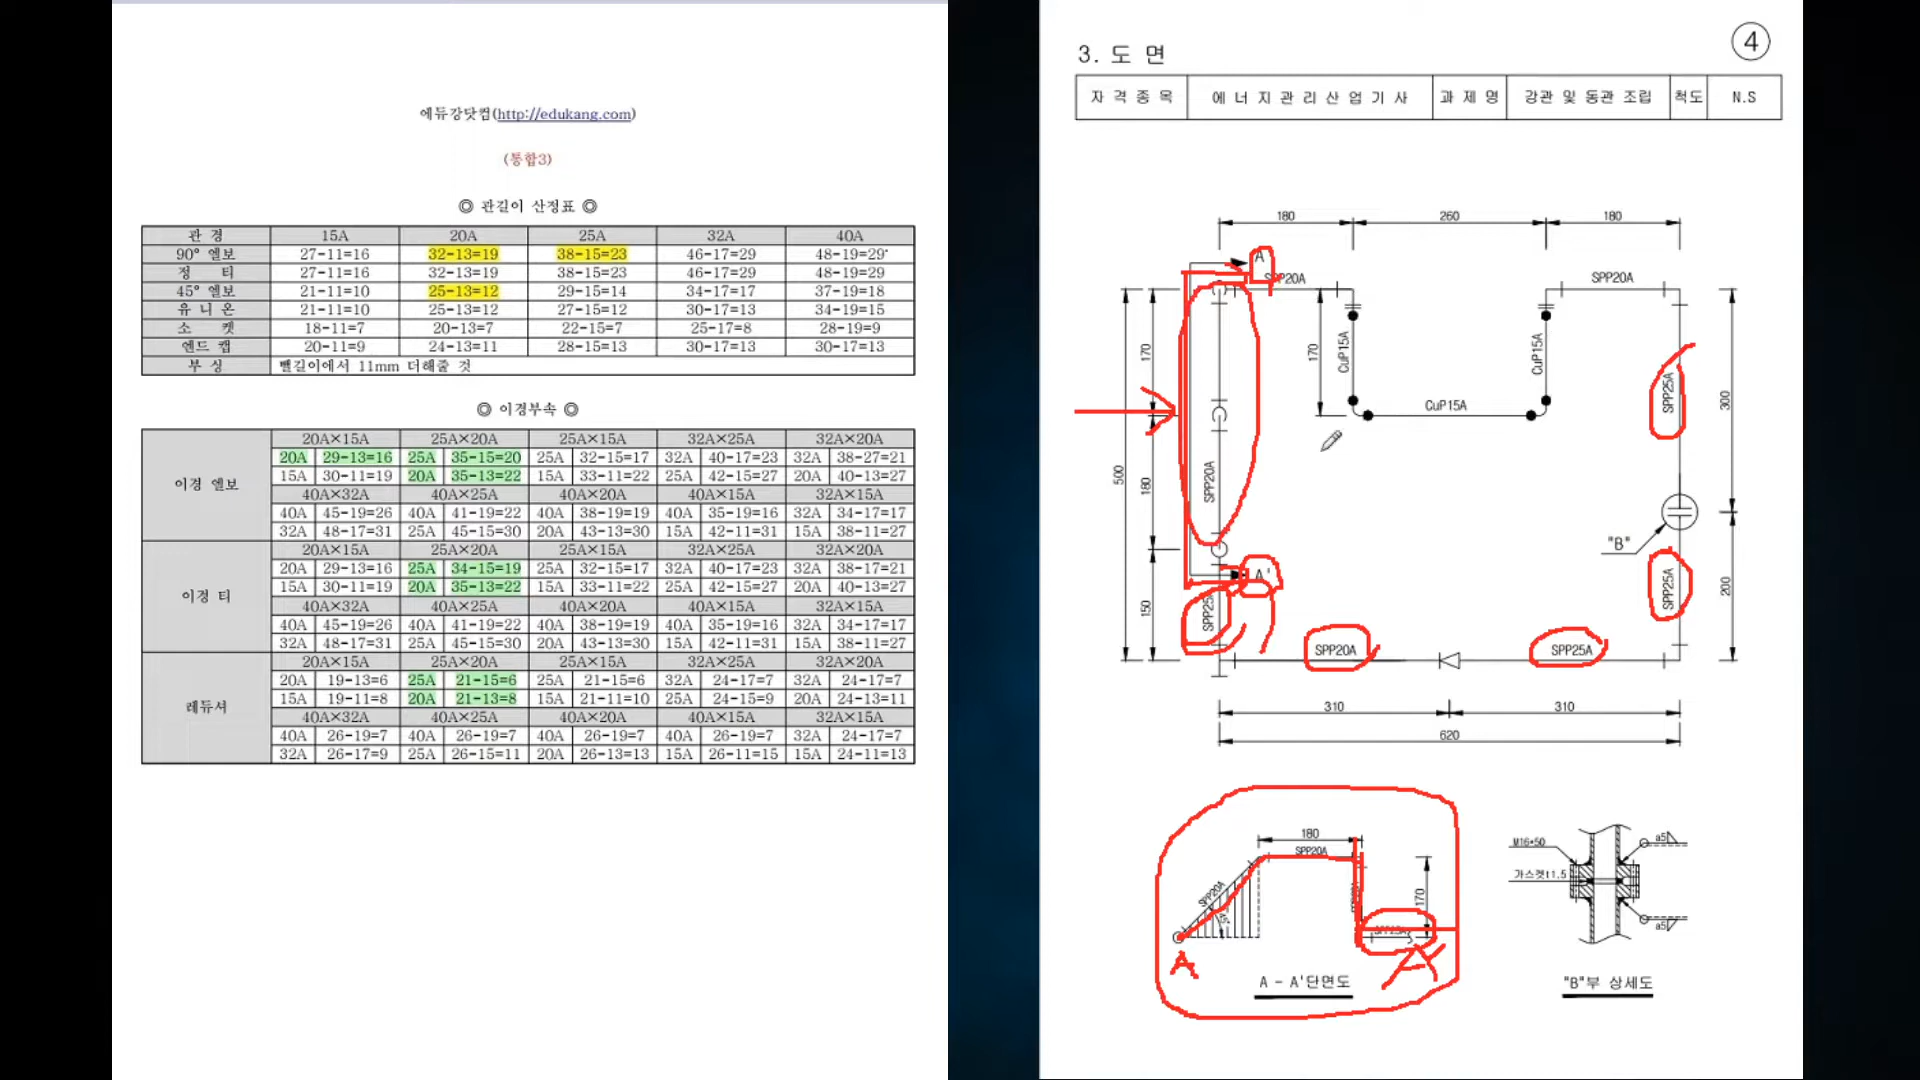 에듀강닷컴(http://edukang.com)
(통합3)
◎ 관길이 산정표 ◎
관 경 15A 20A 25A 32A 40A
90° 엘보 27-11=16 32-13=19 38-15=23 46-17=29 48-19=29
정 티 27-11=16 32-13=19 38-15=23 46-17=29 48-19=29
45° 엘보 21-11=10 25-13=12 29-15=14 34-17=17 37-19=18
유 니 온 21-11=10 25-13=12 27-15=12 30-17=13 34-19=15
소 켓 18-11=7 20-13=7 22-15=7 25-17=8 28-19=9
엔드 캡 20-11=9 24-13=11 28-15=13 30-17=13 30-17=13
부 싱 뺄길이에서 11mm 더해줄 것
◎ 이경부속 ◎
20A×15A 25A×20A 25A×15A 32A×25A 32A×20A
20A 29-13=16 25A 35-15=20 25A 32-15=17 32A 40-17=23 32A 38-27=21
이경 엘보
15A 30-11=19 20A 35-13=22 15A 33-11=22 25A 42-15=27 20A 40-13=27
40A×32A 40A×25A 40A×20A 40A×15A 32A×15A
40A 45-19=26 40A 41-19=22 40A 38-19=19 40A 35-19=16 32A 34-17=17
32A 48-17=31 25A 45-15=30 20A 43-13=30 15A 42-11=31 15A 38-11=27
20A×15A 25A×20A 25A×15A 32A×25A 32A×20A
20A 29-13=16 25A 34-15=19 25A 32-15=17 32A 40-17=23 32A 38-17=21
15A 30-11=19 20A 35-13=22 15A 33-11=22 25A 42-15=27 20A 40-13=27
이경 티
40A×32A 40A×25A 40A×20A 40A×15A 32A×15A
40A 45-19=26 40A 41-19=22 40A 38-19=19 40A 35-19=16 32A 34-17=17
32A 48-17=31 25A 45-15=30 20A 43-13=30 15A 42-11=31 15A 38-11=27
20A×15A 25A×20A 25A×15A 32A×25A 32A×20A
20A 19-13=6 25A 21-15=6 25A 21-15=6 32A 24-17=7 32A 24-17=7
15A 19-11=8 20A 21-13=8 15A 21-11=10 25A 24-15=9 20A 24-13=11
레듀셔
40A×32A 40A×25A 40A×20A 40A×15A 32A×15A
40A 26-19=7 40A 26-19=7 40A 26-19=7 40A 26-19=7 32A 24-17=7
32A 26-17=9 25A 26-15=11 20A 26-13=13 15A 26-11=15 15A 24-11=13
④
3. 도 면
자 격 종 목 에 너 지 관 리 산 업 기 사 과 제 명 강관 및 동관 조립 척도 N.S
180 260 180
A
SPP20A SPP20A
170 170 CuP15A CuP15A SPP25A 300
CuP15A
500 180 SPP20A
"B"
A'
150 SPP25 SPP25A 200
SPP20A SPP25A
310 310
620
180
SPP20A
SPP20A 170
A
A - A'단면도
M16*50 a5
가스켓t1.5
a5
"B"부 상세도